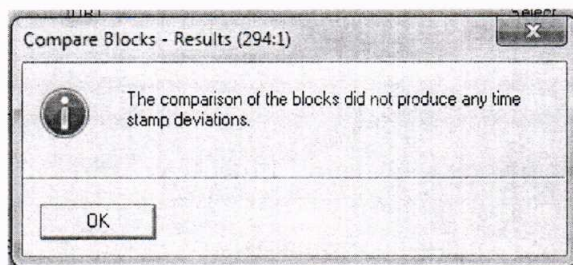 Compare Blocks - Results (294:1)
The comparison of the blocks did not produce any time
stamp deviations.
OK